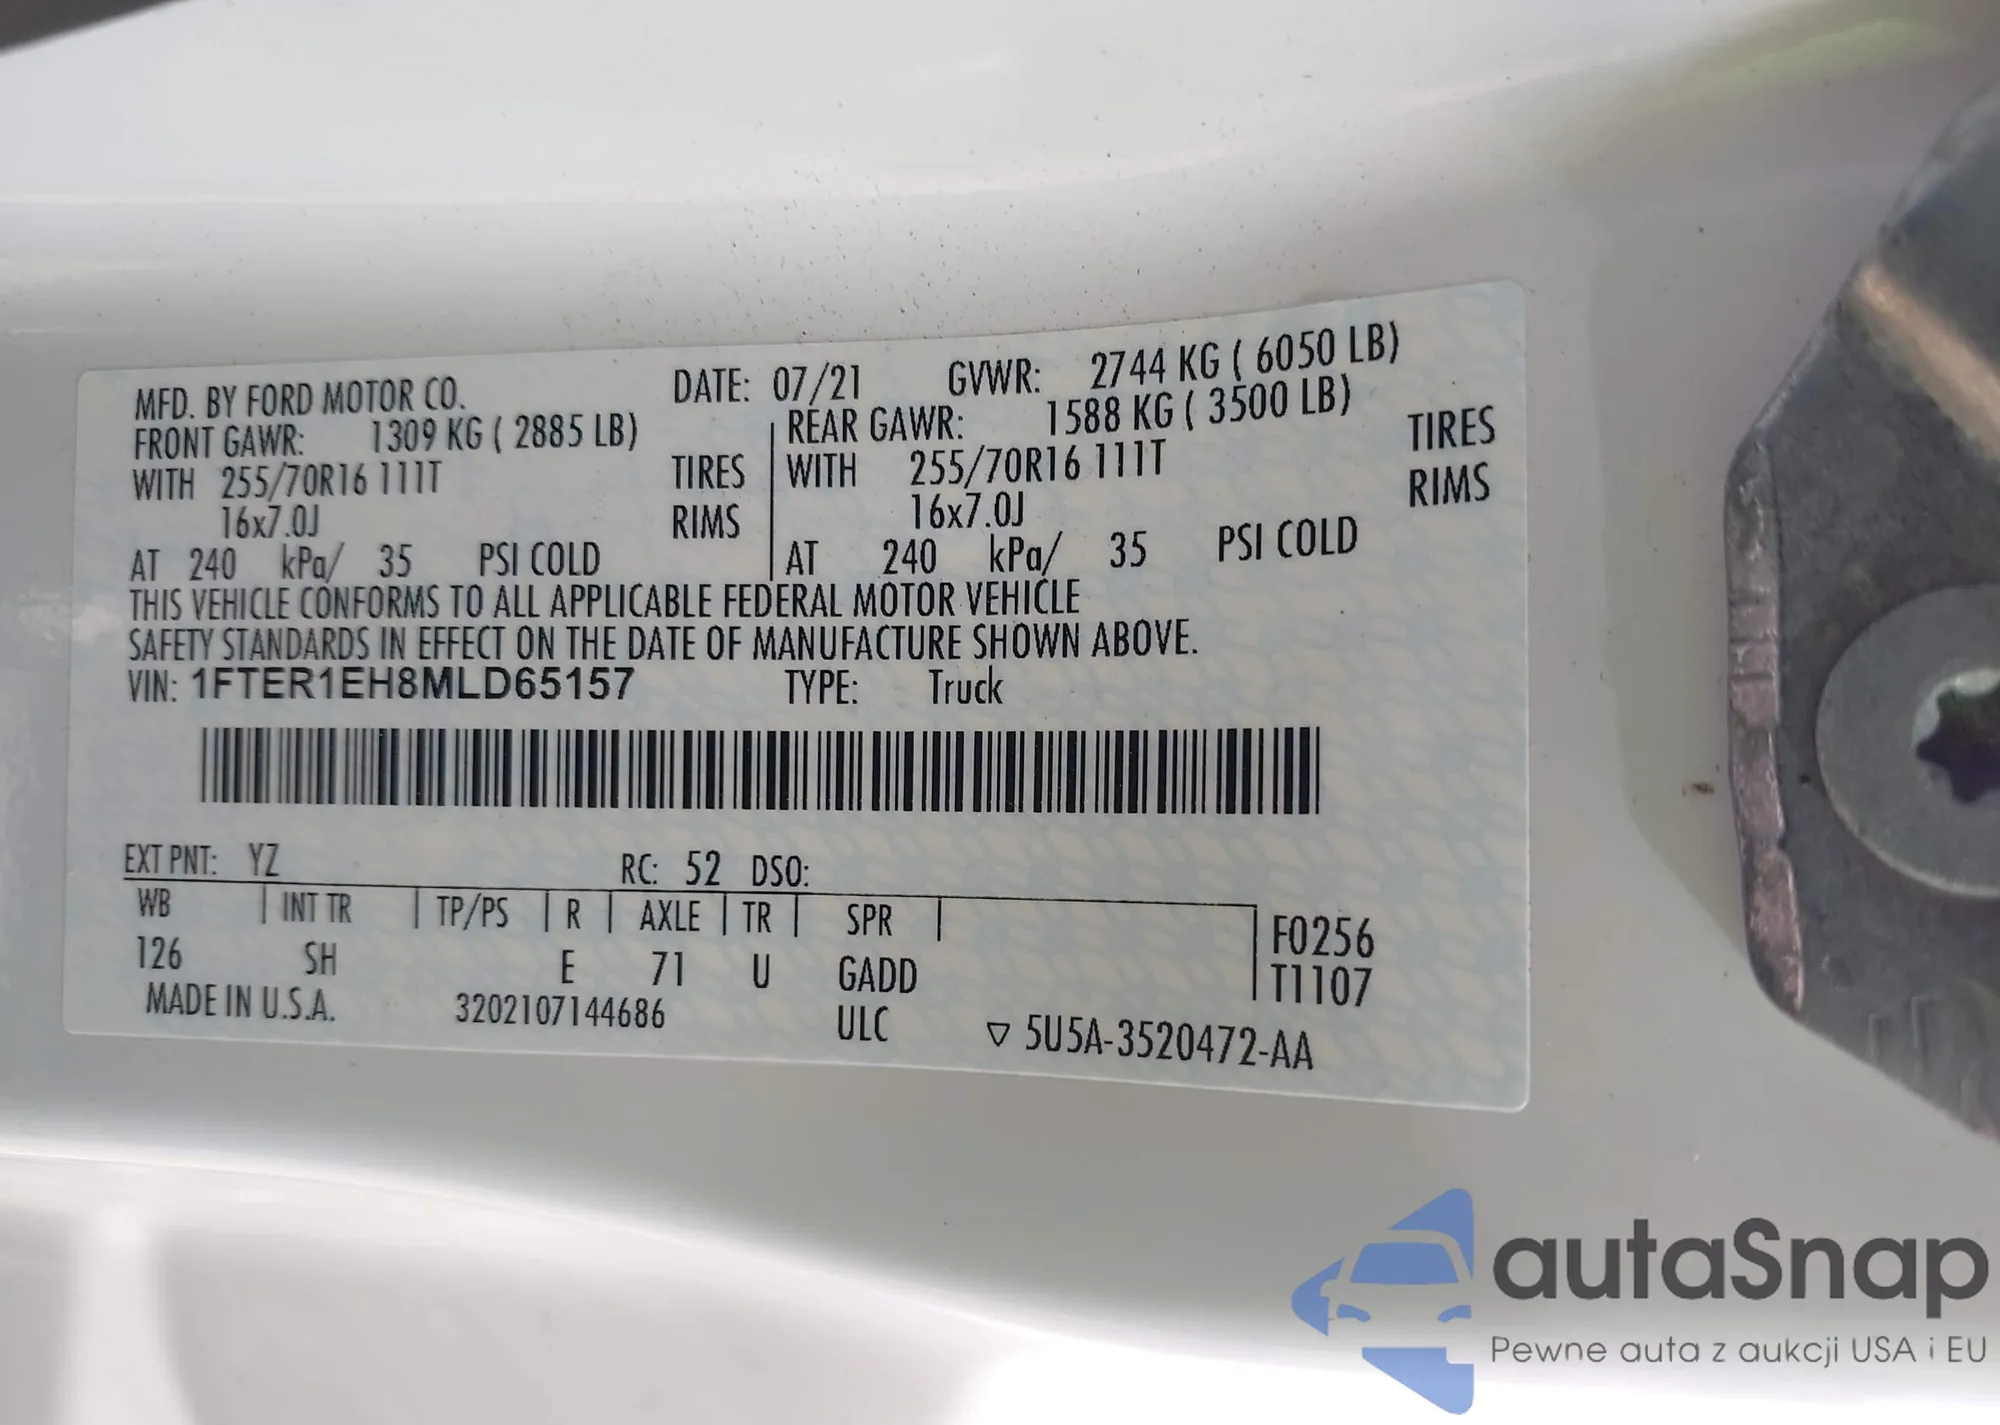 MFD. BY FORD MOTOR CO. DATE: 07/21 GVWR: 2744 KG ( 6050 LB)
FRONT GAWR: 1309 KG ( 2885 LB) REAR GAWR: 1588 KG ( 3500 LB)
WITH 255/70R16 111T TIRES WITH 255/70R16 111T TIRES
16x7.0J RIMS 16x7.0J RIMS
AT 240 kPa/ 35 PSI COLD AT 240 kPa/ 35 PSI COLD
THIS VEHICLE CONFORMS TO ALL APPLICABLE FEDERAL MOTOR VEHICLE
SAFETY STANDARDS IN EFFECT ON THE DATE OF MANUFACTURE SHOWN ABOVE.
VIN: 1FTER1EH8MLD65157 TYPE: Truck
EXT PNT: YZ RC: 52 DSO:
WB INT TR TP/PS R AXLE TR SPR F0256
126 SH E 71 U GADD T1107
MADE IN U.S.A. 3202107144686 ULC ▽ 5U5A-3520472-AA
autaSnap
Pewne auta z aukcji USA i EU